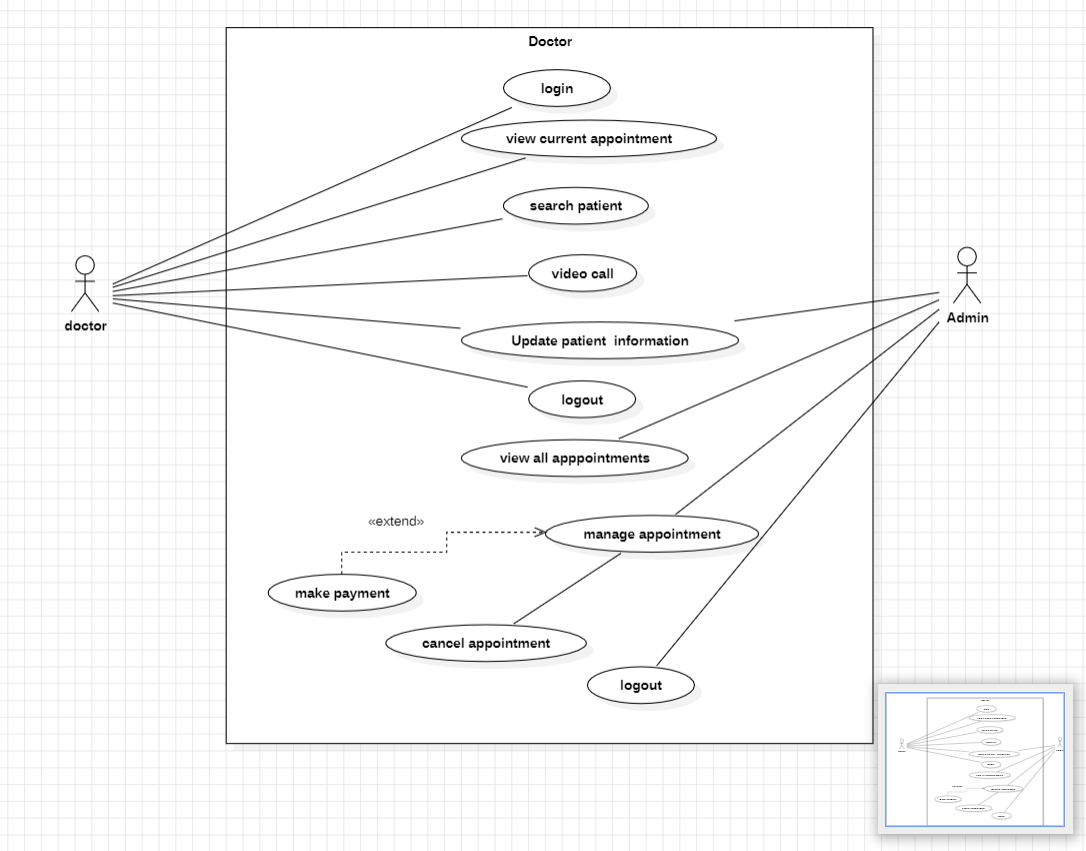 Doctor
login
view current appointment
search patient
video call
doctor
Admin
Update patient  information
logout
view all apppointments
«extend»
manage appointment
make payment
cancel appointment
logout